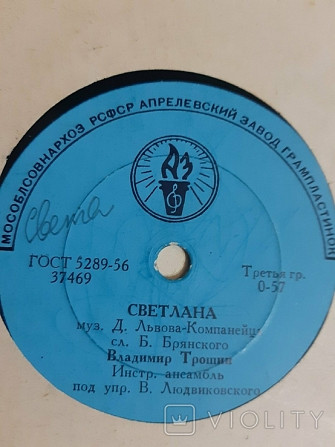 МОСОБЛСОВНАРХОЗ РСФСР АПРЕЛЕВСКИЙ ЗАВОД ГРАМПЛАСТИНОК
АЗ
Света
ГОСТ 5289-56
37469
Третья гр.
0-57
СВЕТЛАНА
муз. Д. Львова-Компанейца
сл. Б. Брянского
Владимир Трошин
Инстр. ансамбль
под упр. В. Людвиковского
VIOLITY